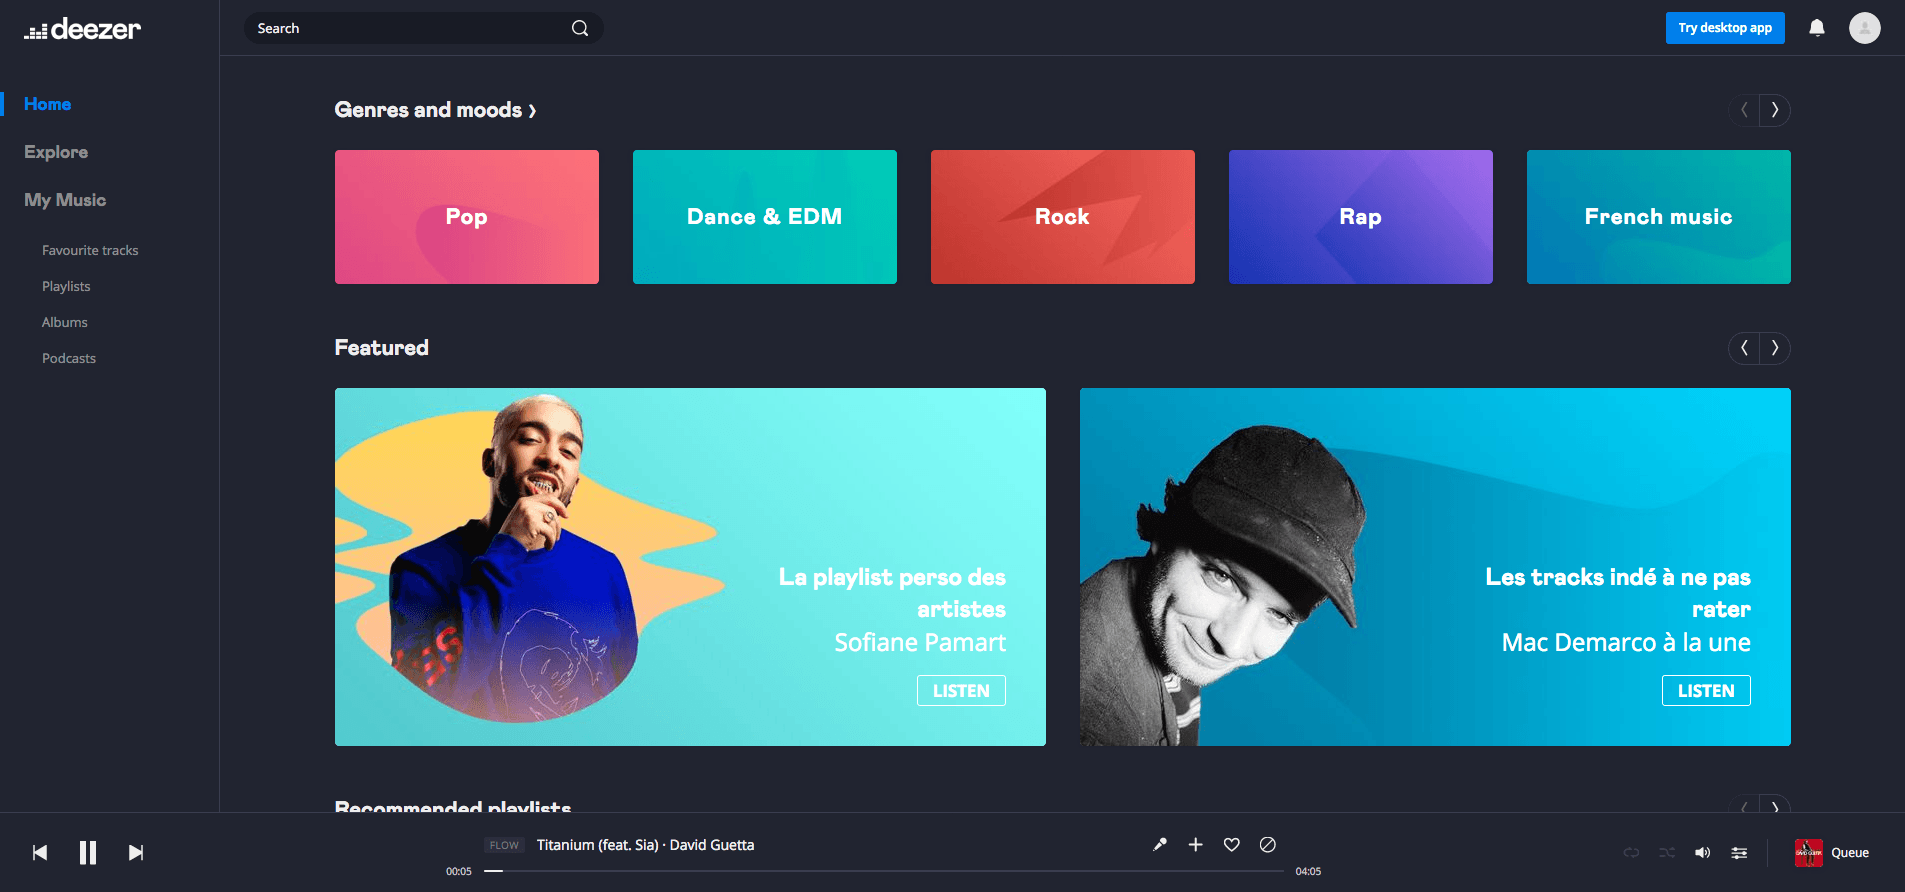 deezer
Search
Try desktop app
Home
Explore
My Music
Favourite tracks
Playlists
Albums
Podcasts
Genres and moods
Pop
Dance & EDM
Rock
Rap
French music
Featured
La playlist perso des
artistes
Sofiane Pamart
LISTEN
Les tracks indé à ne pas
rater
Mac Demarco à la une
LISTEN
Recommended playlists
FLOW Titanium (feat. Sia) · David Guetta
00:05
04:05
Queue